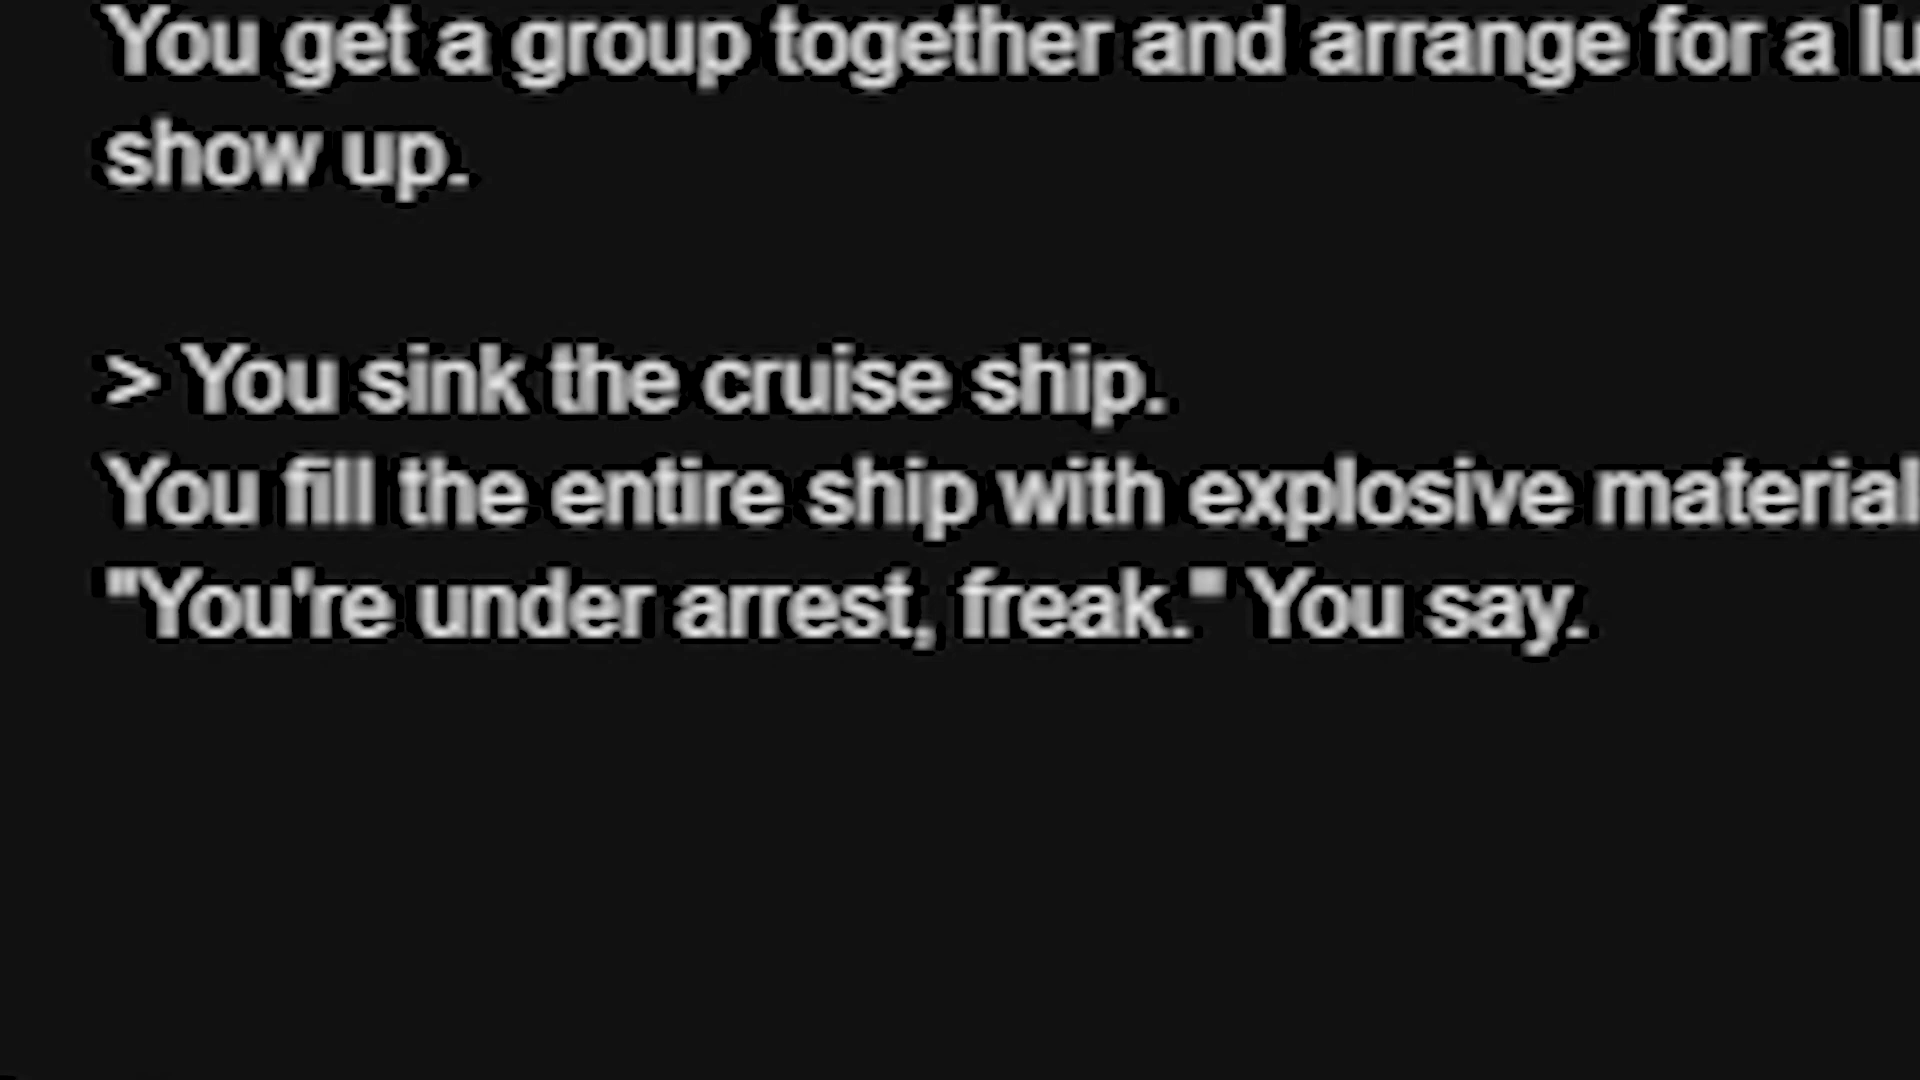 You get a group together and arrange for a
show up.
> You sink the cruise ship.
You fill the entire ship with explosive material
"You're under arrest, freak." You say.